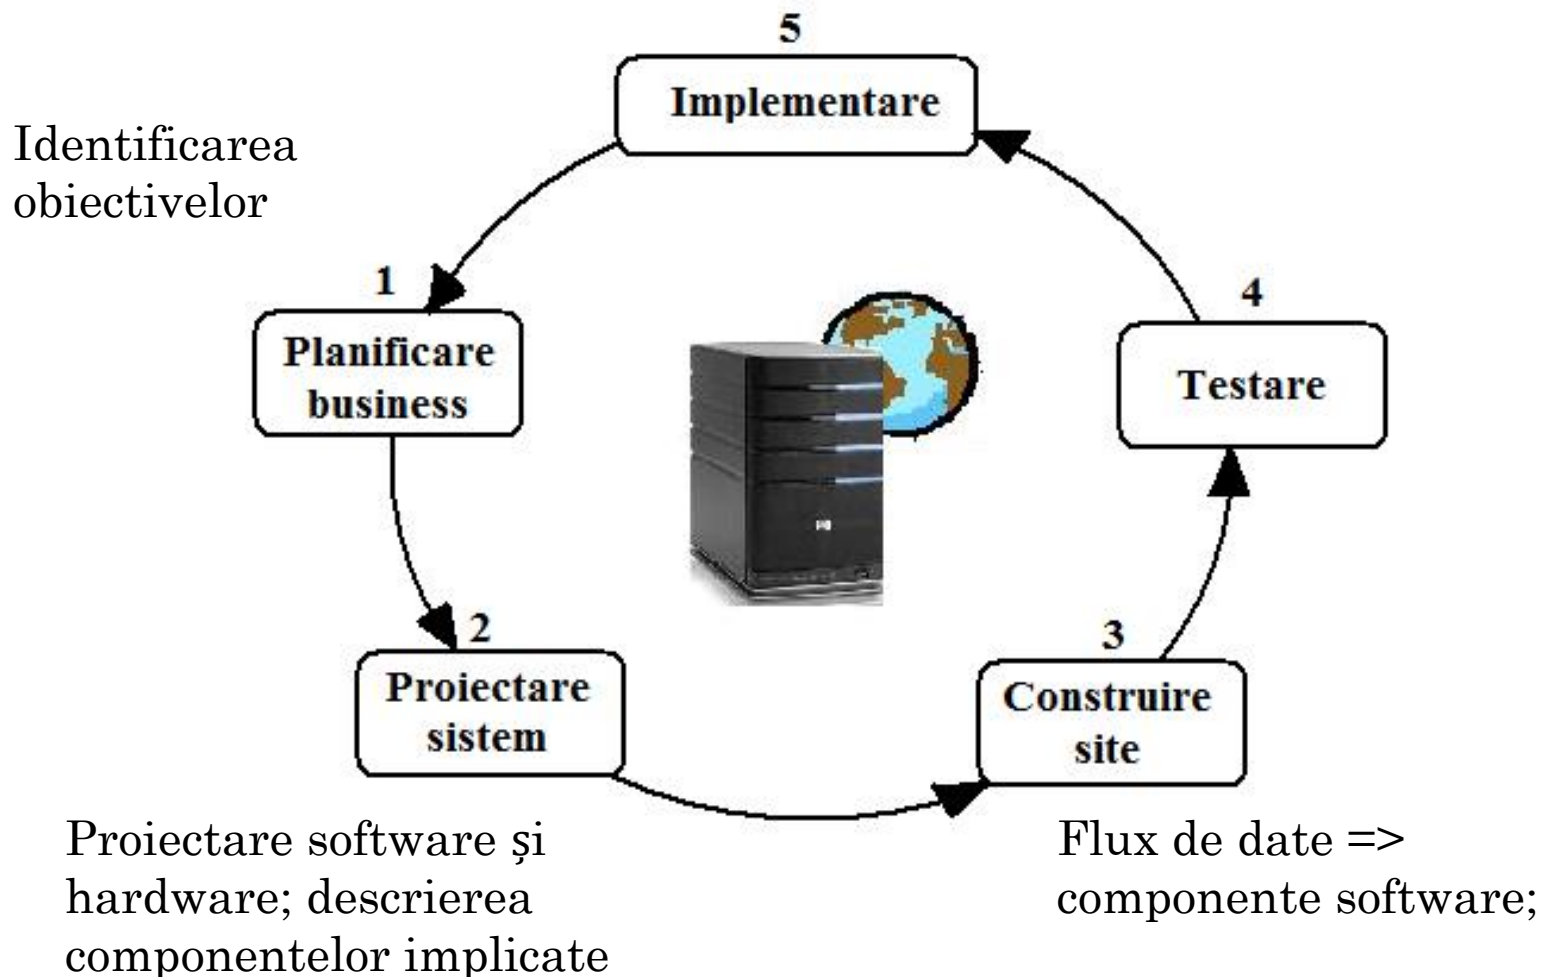 5
Implementare
Identificarea
obiectivelor
1
Planificare
business
4
Testare
2
Proiectare
sistem
3
Construire
site
Proiectare software și
hardware; descrierea
componentelor implicate
Flux de date =>
componente software;